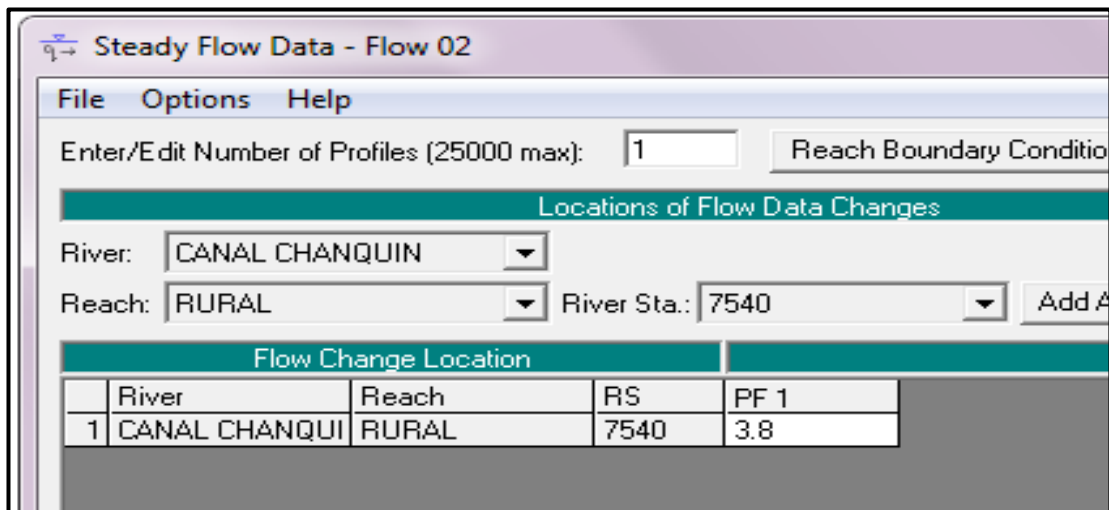 Steady Flow Data - Flow 02
File Options Help
Enter/Edit Number of Profiles (25000 max): 1 Reach Boundary Conditio
Locations of Flow Data Changes
River: CANAL CHANQUIN
Reach: RURAL River Sta.: 7540 Add A
Flow Change Location
River Reach RS PF 1
1 CANAL CHANQUI RURAL 7540 3.8